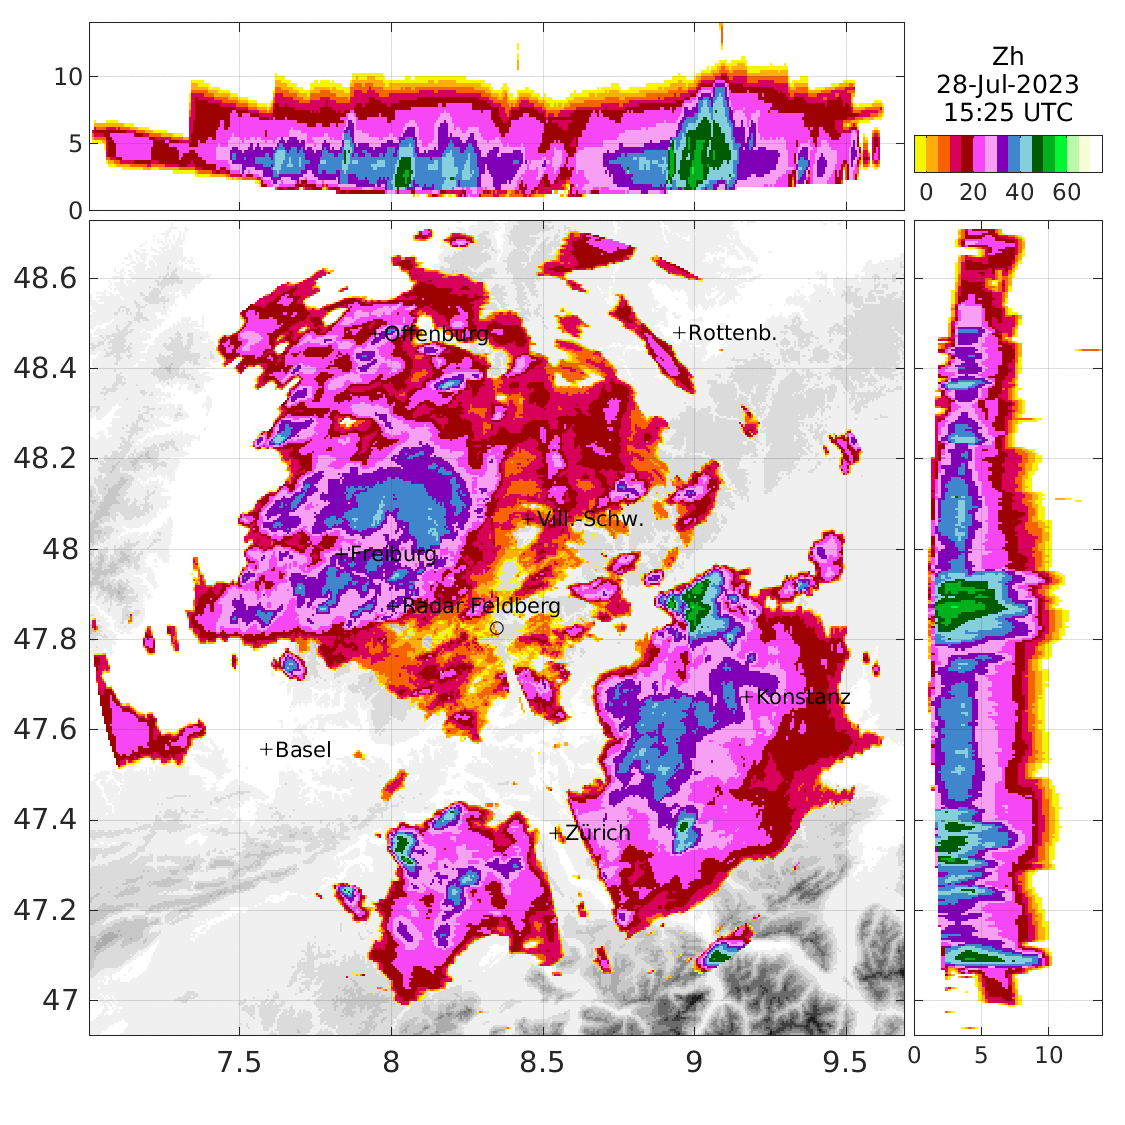 Zh
28-Jul-2023
15:25 UTC
0 20 40 60
10
5
0
48.6
48.4
48.2
48
47.8
47.6
47.4
47.2
47
+Offenburg
+Rottenb.
+Vill.-Schw.
+Freiburg
+Radar Feldberg
+Konstanz
+Basel
+Zürich
7.5 8 8.5 9 9.5
0 5 10